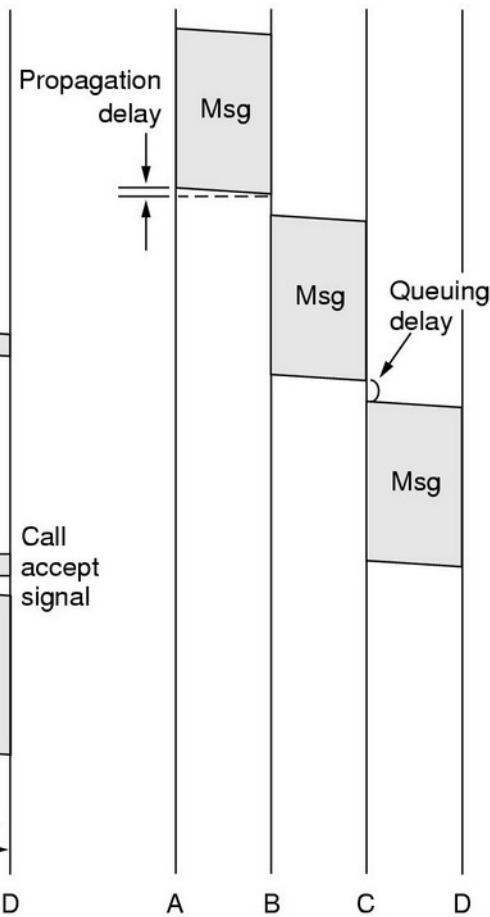 Propagation
delay
Msg
Msg
Queuing
delay
Msg
Call
accept
signal
D
A
B
C
D